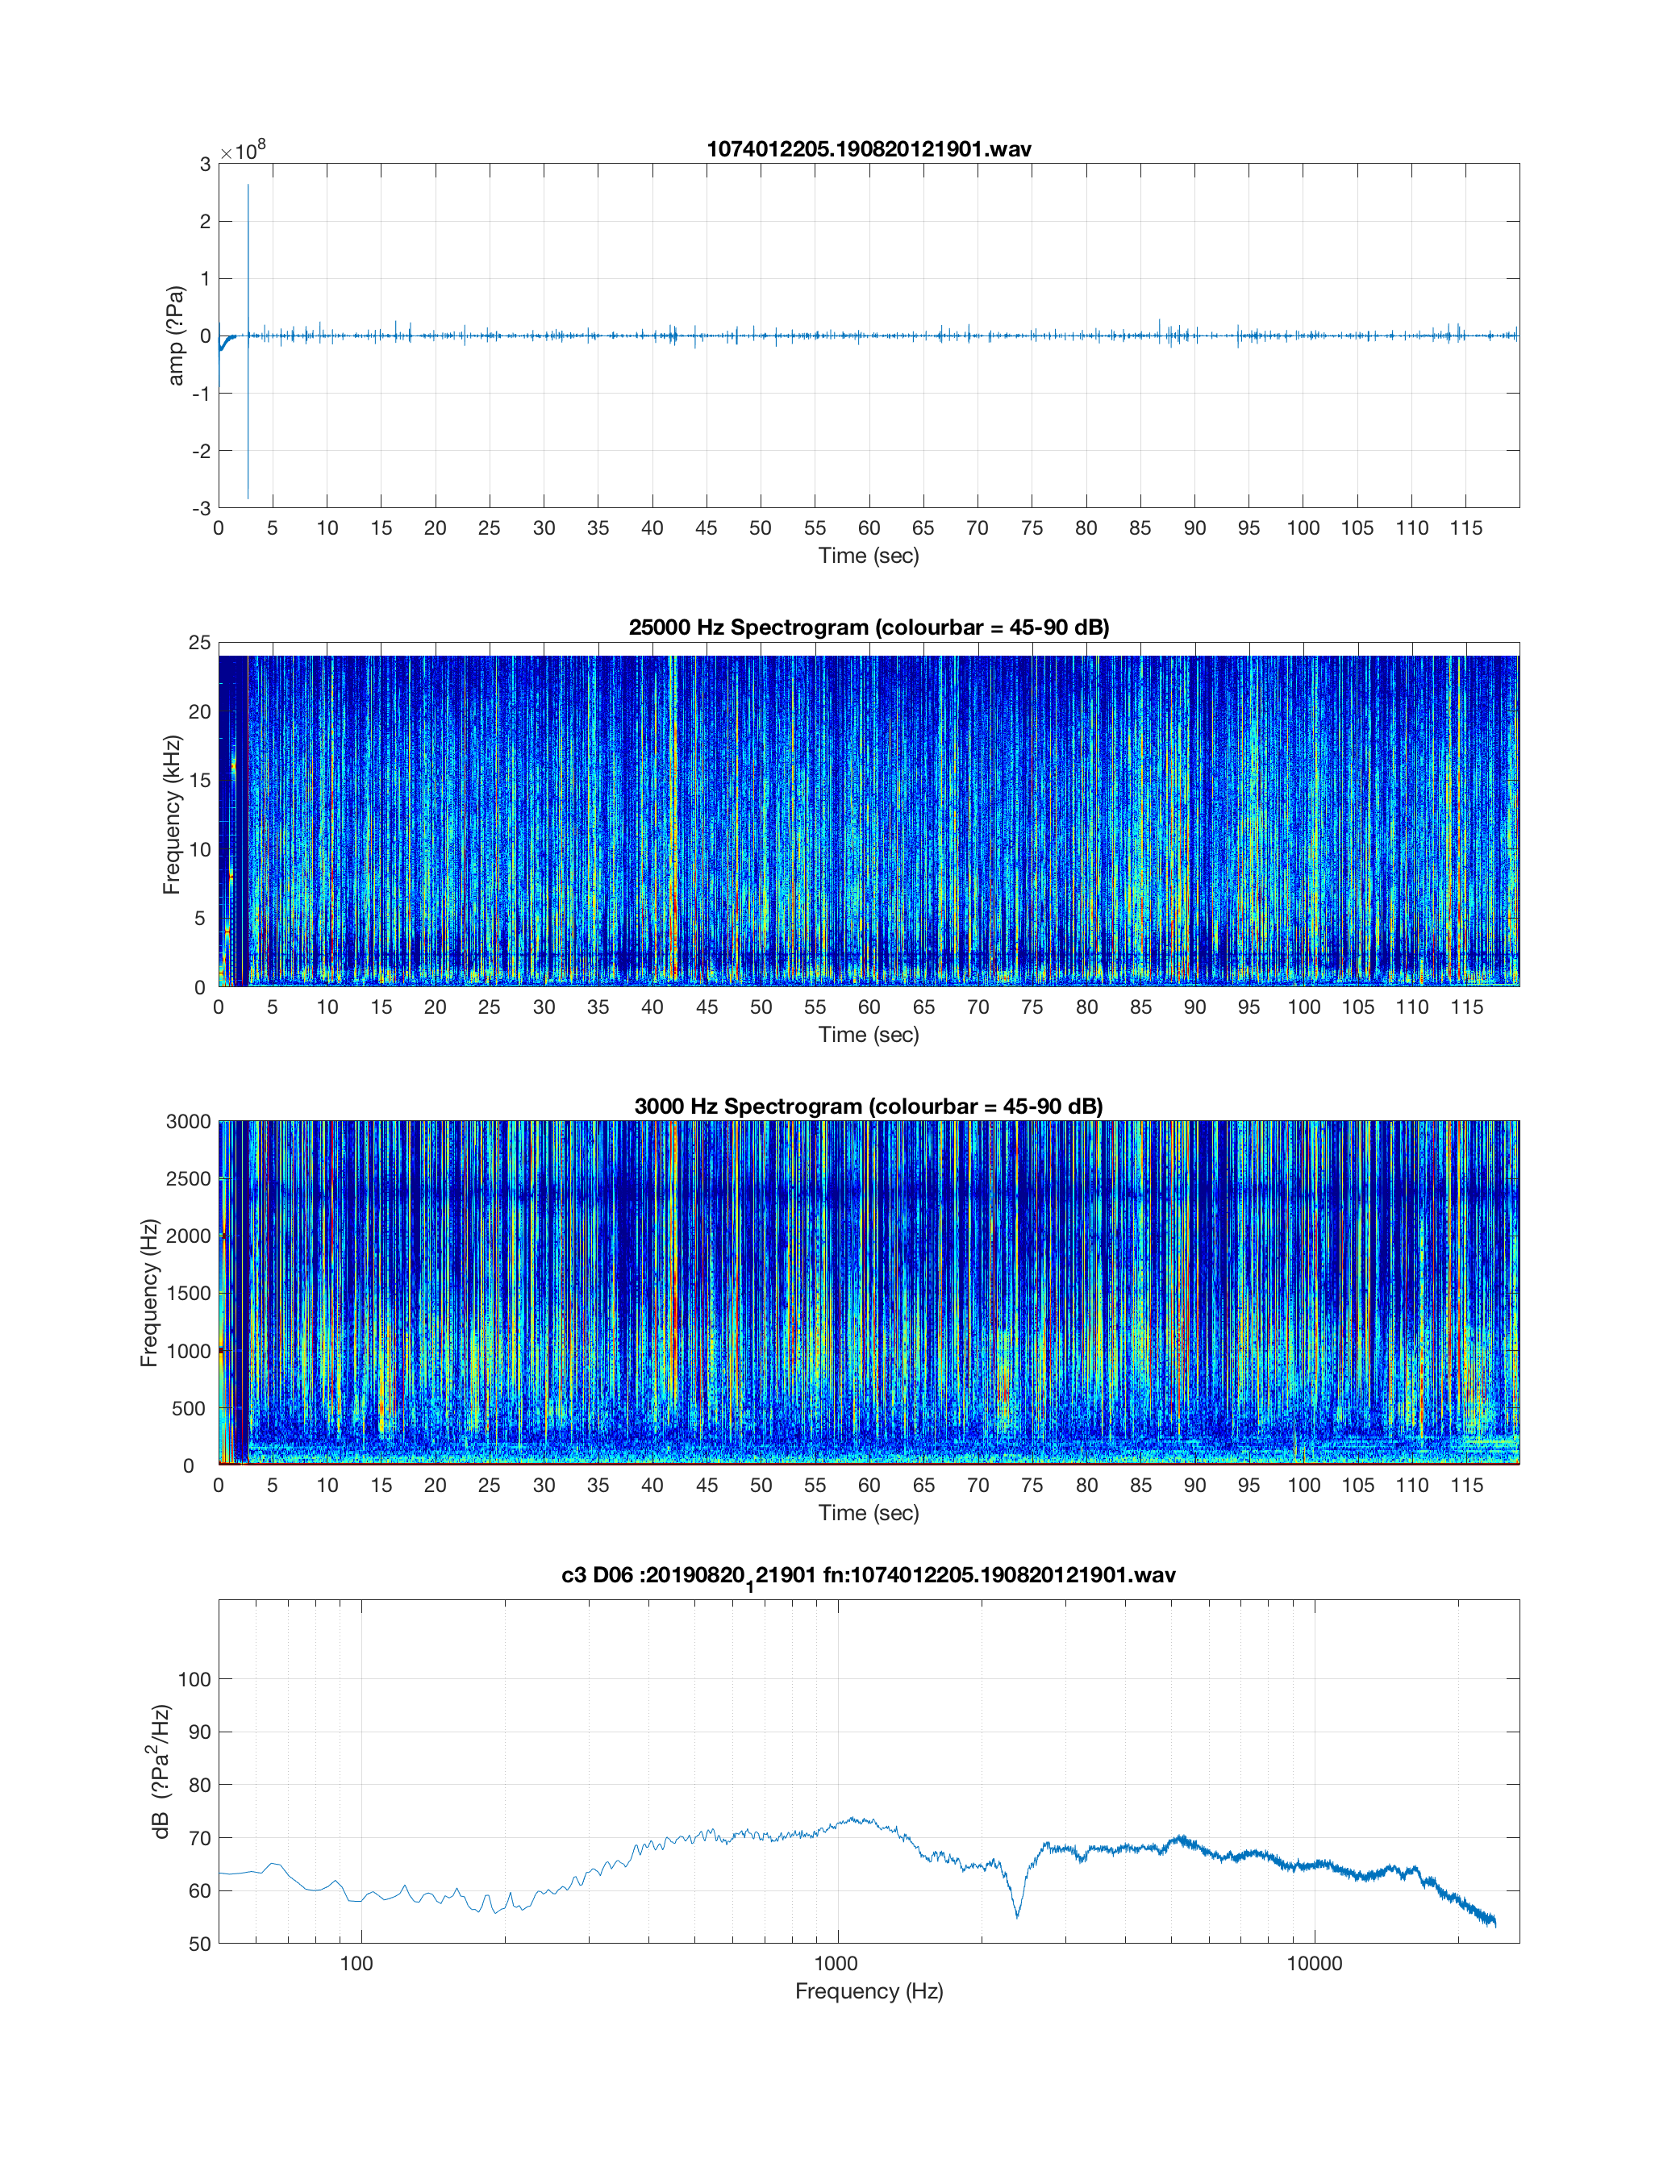 1074012205.190820121901.wav
×10⁸
3
2
1
0
-1
-2
-3
amp (?Pa)
0 5 10 15 20 25 30 35 40 45 50 55 60 65 70 75 80 85 90 95 100 105 110 115
Time (sec)
25000 Hz Spectrogram (colourbar = 45-90 dB)
25
20
15
10
5
0
Frequency (kHz)
0 5 10 15 20 25 30 35 40 45 50 55 60 65 70 75 80 85 90 95 100 105 110 115
Time (sec)
3000 Hz Spectrogram (colourbar = 45-90 dB)
3000
2500
2000
1500
1000
500
0
Frequency (Hz)
0 5 10 15 20 25 30 35 40 45 50 55 60 65 70 75 80 85 90 95 100 105 110 115
Time (sec)
c3 D06 :20190820₁21901 fn:1074012205.190820121901.wav
100
90
80
70
60
50
dB (?Pa²/Hz)
100 1000 10000
Frequency (Hz)